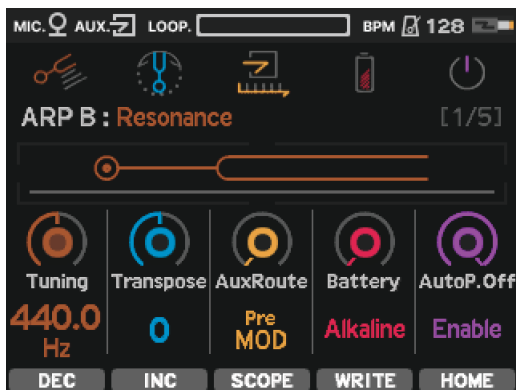 MIC. AUX. LOOP. BPM 128
ARP B : Resonance [1/5]
Tuning Transpose AuxRoute Battery AutoP.Off
440.0 Hz 0 Pre MOD Alkaline Enable
DEC INC SCOPE WRITE HOME